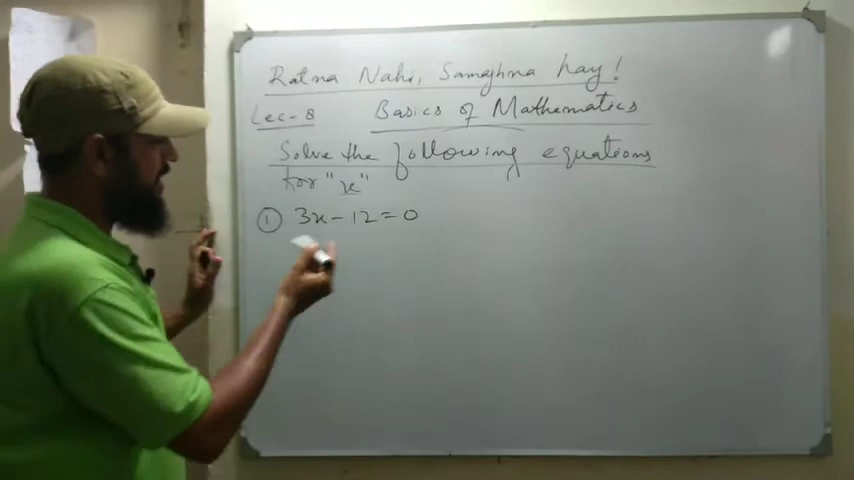 Ratna Nahi, Samajhna hay!
Lec-8 Basics of Mathematics
Solve the following equations
for "x"
① 3x-12=0